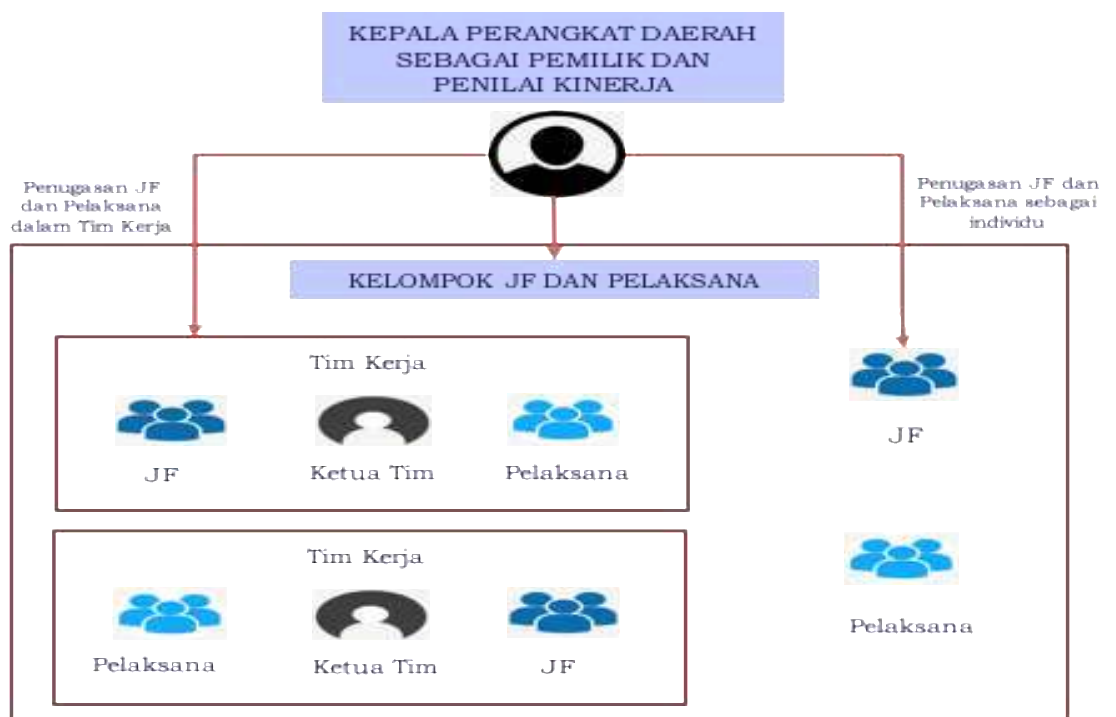 KEPALA PERANGKAT DAERAH
SEBAGAI PEMILIK DAN
PENILAI KINERJA
Penugasan JF
dan Pelaksana
dalam Tim Kerja
Penugasan JF dan
Pelaksana sebagai
individu
KELOMPOK JF DAN PELAKSANA
Tim Kerja
JF
Ketua Tim
Pelaksana
JF
Tim Kerja
Pelaksana
Ketua Tim
JF
Pelaksana